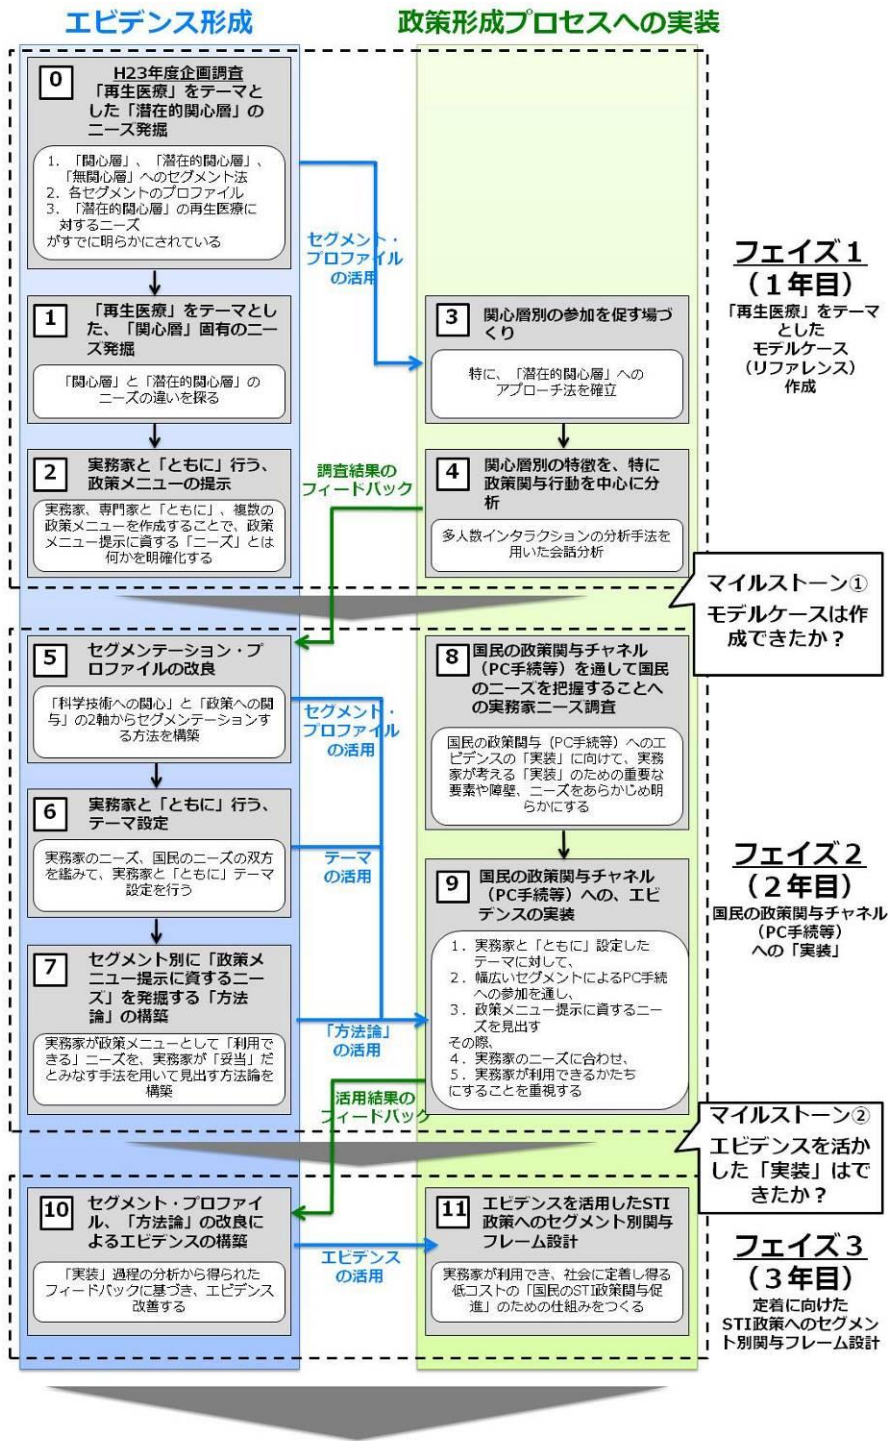 エビデンス形成
政策形成プロセスへの実装
0
H23年度企画調査
「再生医療」をテーマと
した「潜在的関心層」の
ニーズ発掘
1．「関心層」、「潜在的関心層」、
「無関心層」へのセグメント法
2．各セグメントのプロファイル
3．「潜在的関心層」の再生医療に
対するニーズ
がすでに明らかにされている
セグメント・
プロファイル
の活用
1
「再生医療」をテーマとし
た、「関心層」固有のニー
ズ発掘
「関心層」と「潜在的関心層」の
ニーズの違いを探る
3
関心層別の参加を促す場づ
くり
特に、「潜在的関心層」への
アプローチ法を確立
フェイズ１
（１年目）
「再生医療」をテーマ
とした
モデルケース
（リファレンス）
作成
2
実務家と「ともに」行う、
政策メニューの提示
実務家、専門家と「ともに」、複数の
政策メニューを作成することで、政策
メニュー提示に資する「ニーズ」とは
何かを明確化する
調査結果の
フィードバック
4
関心層別の特徴を、特に
政策関与行動を中心に分
析
多人数インタラクションの分析手法を
用いた会話分析
マイルストーン①
モデルケースは作
成できたか？
5
セグメンテーション・プ
ロファイルの改良
「科学技術への関心」と「政策への関
与」の2軸からセグメンテーションす
る方法を構築
セグメント・
プロファイル
の活用
8
国民の政策関与チャネル
（PC手続等）を通して国民
のニーズを把握することへ
の実務家ニーズ調査
国民の政策関与（PC手続等）へのエ
ビデンスの「実装」に向けて、実務
家が考える「実装」のための重要な
要素や障壁、ニーズをあらかじめ明
らかにする
6
実務家と「ともに」行う、
テーマ設定
実務家のニーズ、国民のニーズの双方
を鑑みて、実務家と「ともに」テーマ
設定を行う
テーマ
の活用
9
国民の政策関与チャネル
（PC手続等）への、エビ
デンスの実装
1．実務家と「ともに」設定した
テーマに対して、
2．幅広いセグメントによるPC手続
への参加を通し、
3．政策メニュー提示に資するニー
ズを見出す
その際、
4．実務家のニーズに合わせ、
5．実務家が利用できるかたち
にすることを重視する
フェイズ２
（２年目）
国民の政策関与チャネル
（PC手続等）
への「実装」
7
セグメント別に「政策メ
ニュー提示に資するニー
ズ」を発掘する「方法
論」の構築
実務家が政策メニューとして「利用で
きる」ニーズを、実務家が「妥当」だ
とみなす手法を用いて見出す方法論を
構築
「方法論」
の活用
活用結果の
フィードバック
マイルストーン②
エビデンスを活か
した「実装」はで
きたか？
10
セグメント・プロファイ
ル、「方法論」の改良に
よるエビデンスの構築
「実装」過程の分析から得られた
フィードバックに基づき、エビデンス
改善する
エビデンス
の活用
11
エビデンスを活用したSTI
政策へのセグメント別関与
フレーム設計
実務家が利用でき、社会に定着し得る
低コストの「国民のSTI政策関与促
進」のための仕組みをつくる
フェイズ３
（３年目）
定着に向けた
STI政策へのセグメン
ト別関与フレーム設計